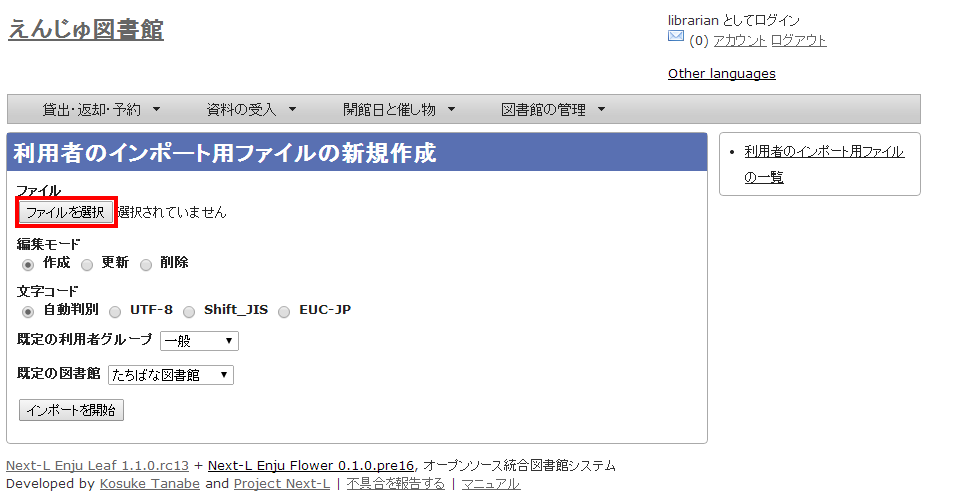 えんじゅ図書館
librarian としてログイン
(0) アカウント ログアウト
Other languages
貸出・返却・予約 ▼ 資料の受入 ▼ 開館日と催し物 ▼ 図書館の管理 ▼
利用者のインポート用ファイルの新規作成
ファイル
ファイルを選択 選択されていません
編集モード
作成 更新 削除
文字コード
自動判別 UTF-8 Shift_JIS EUC-JP
既定の利用者グループ 一般 ▼
既定の図書館 たちばな図書館 ▼
インポートを開始
• 利用者のインポート用ファイル
の一覧
Next-L Enju Leaf 1.1.0.rc13 + Next-L Enju Flower 0.1.0.pre16, オープンソース統合図書館システム
Developed by Kosuke Tanabe and Project Next-L | 不具合を報告する | マニュアル